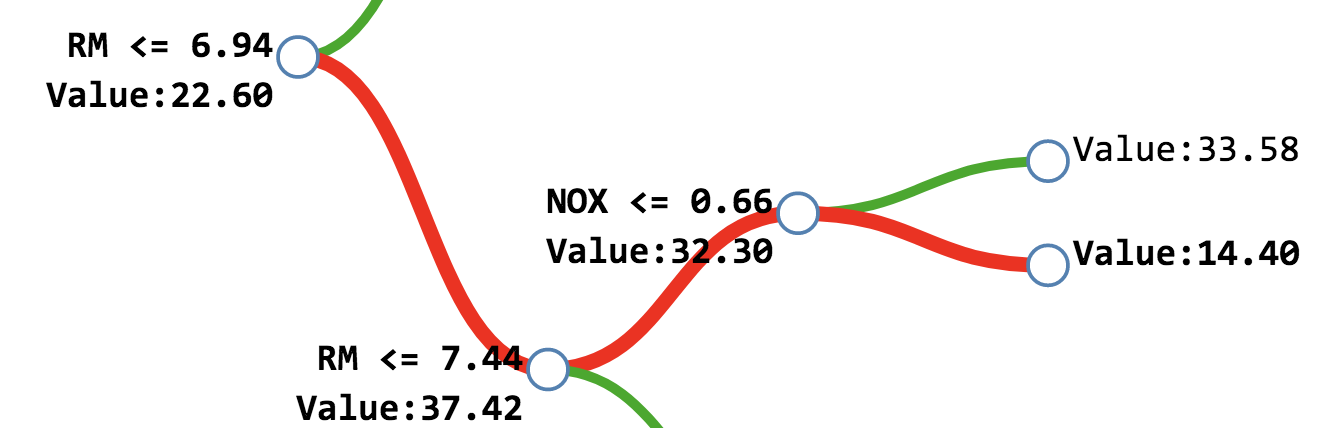 RM <= 6.94
Value:22.60
Value:33.58
NOX <= 0.66
Value:32.30
Value:14.40
RM <= 7.44
Value:37.42